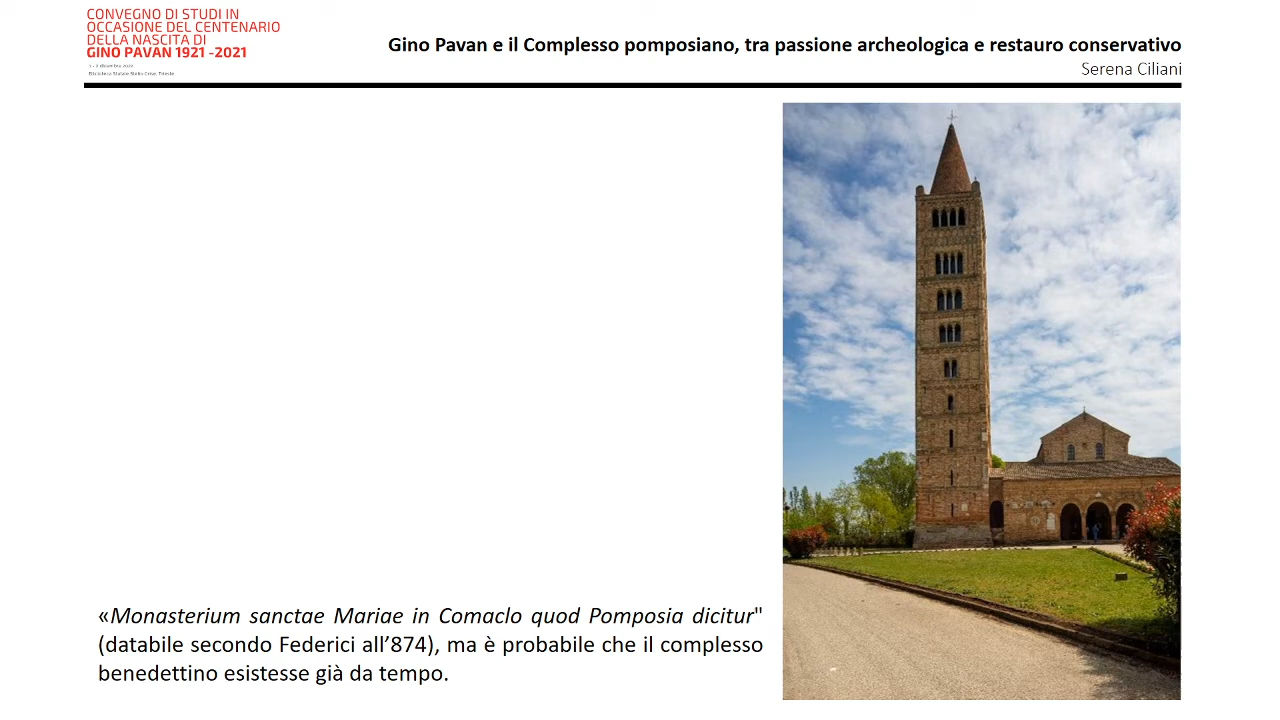 CONVEGNO DI STUDI IN
OCCASIONE DEL CENTENARIO
DELLA NASCITA DI
GINO PAVAN 1921 -2021
Gino Pavan e il Complesso pomposiano, tra passione archeologica e restauro conservativo
Serena Ciliani
«Monasterium sanctae Mariae in Comaclo quod Pomposia dicitur"
(databile secondo Federici all’874), ma è probabile che il complesso
benedettino esistesse già da tempo.